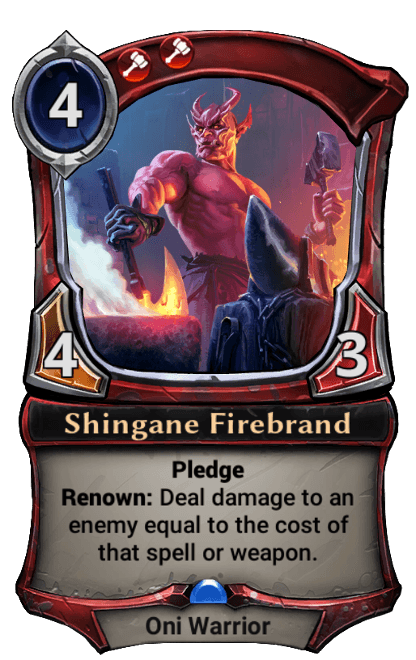 4
4
3
Shingane Firebrand
Pledge
Renown: Deal damage to an
enemy equal to the cost of
that spell or weapon.
Oni Warrior